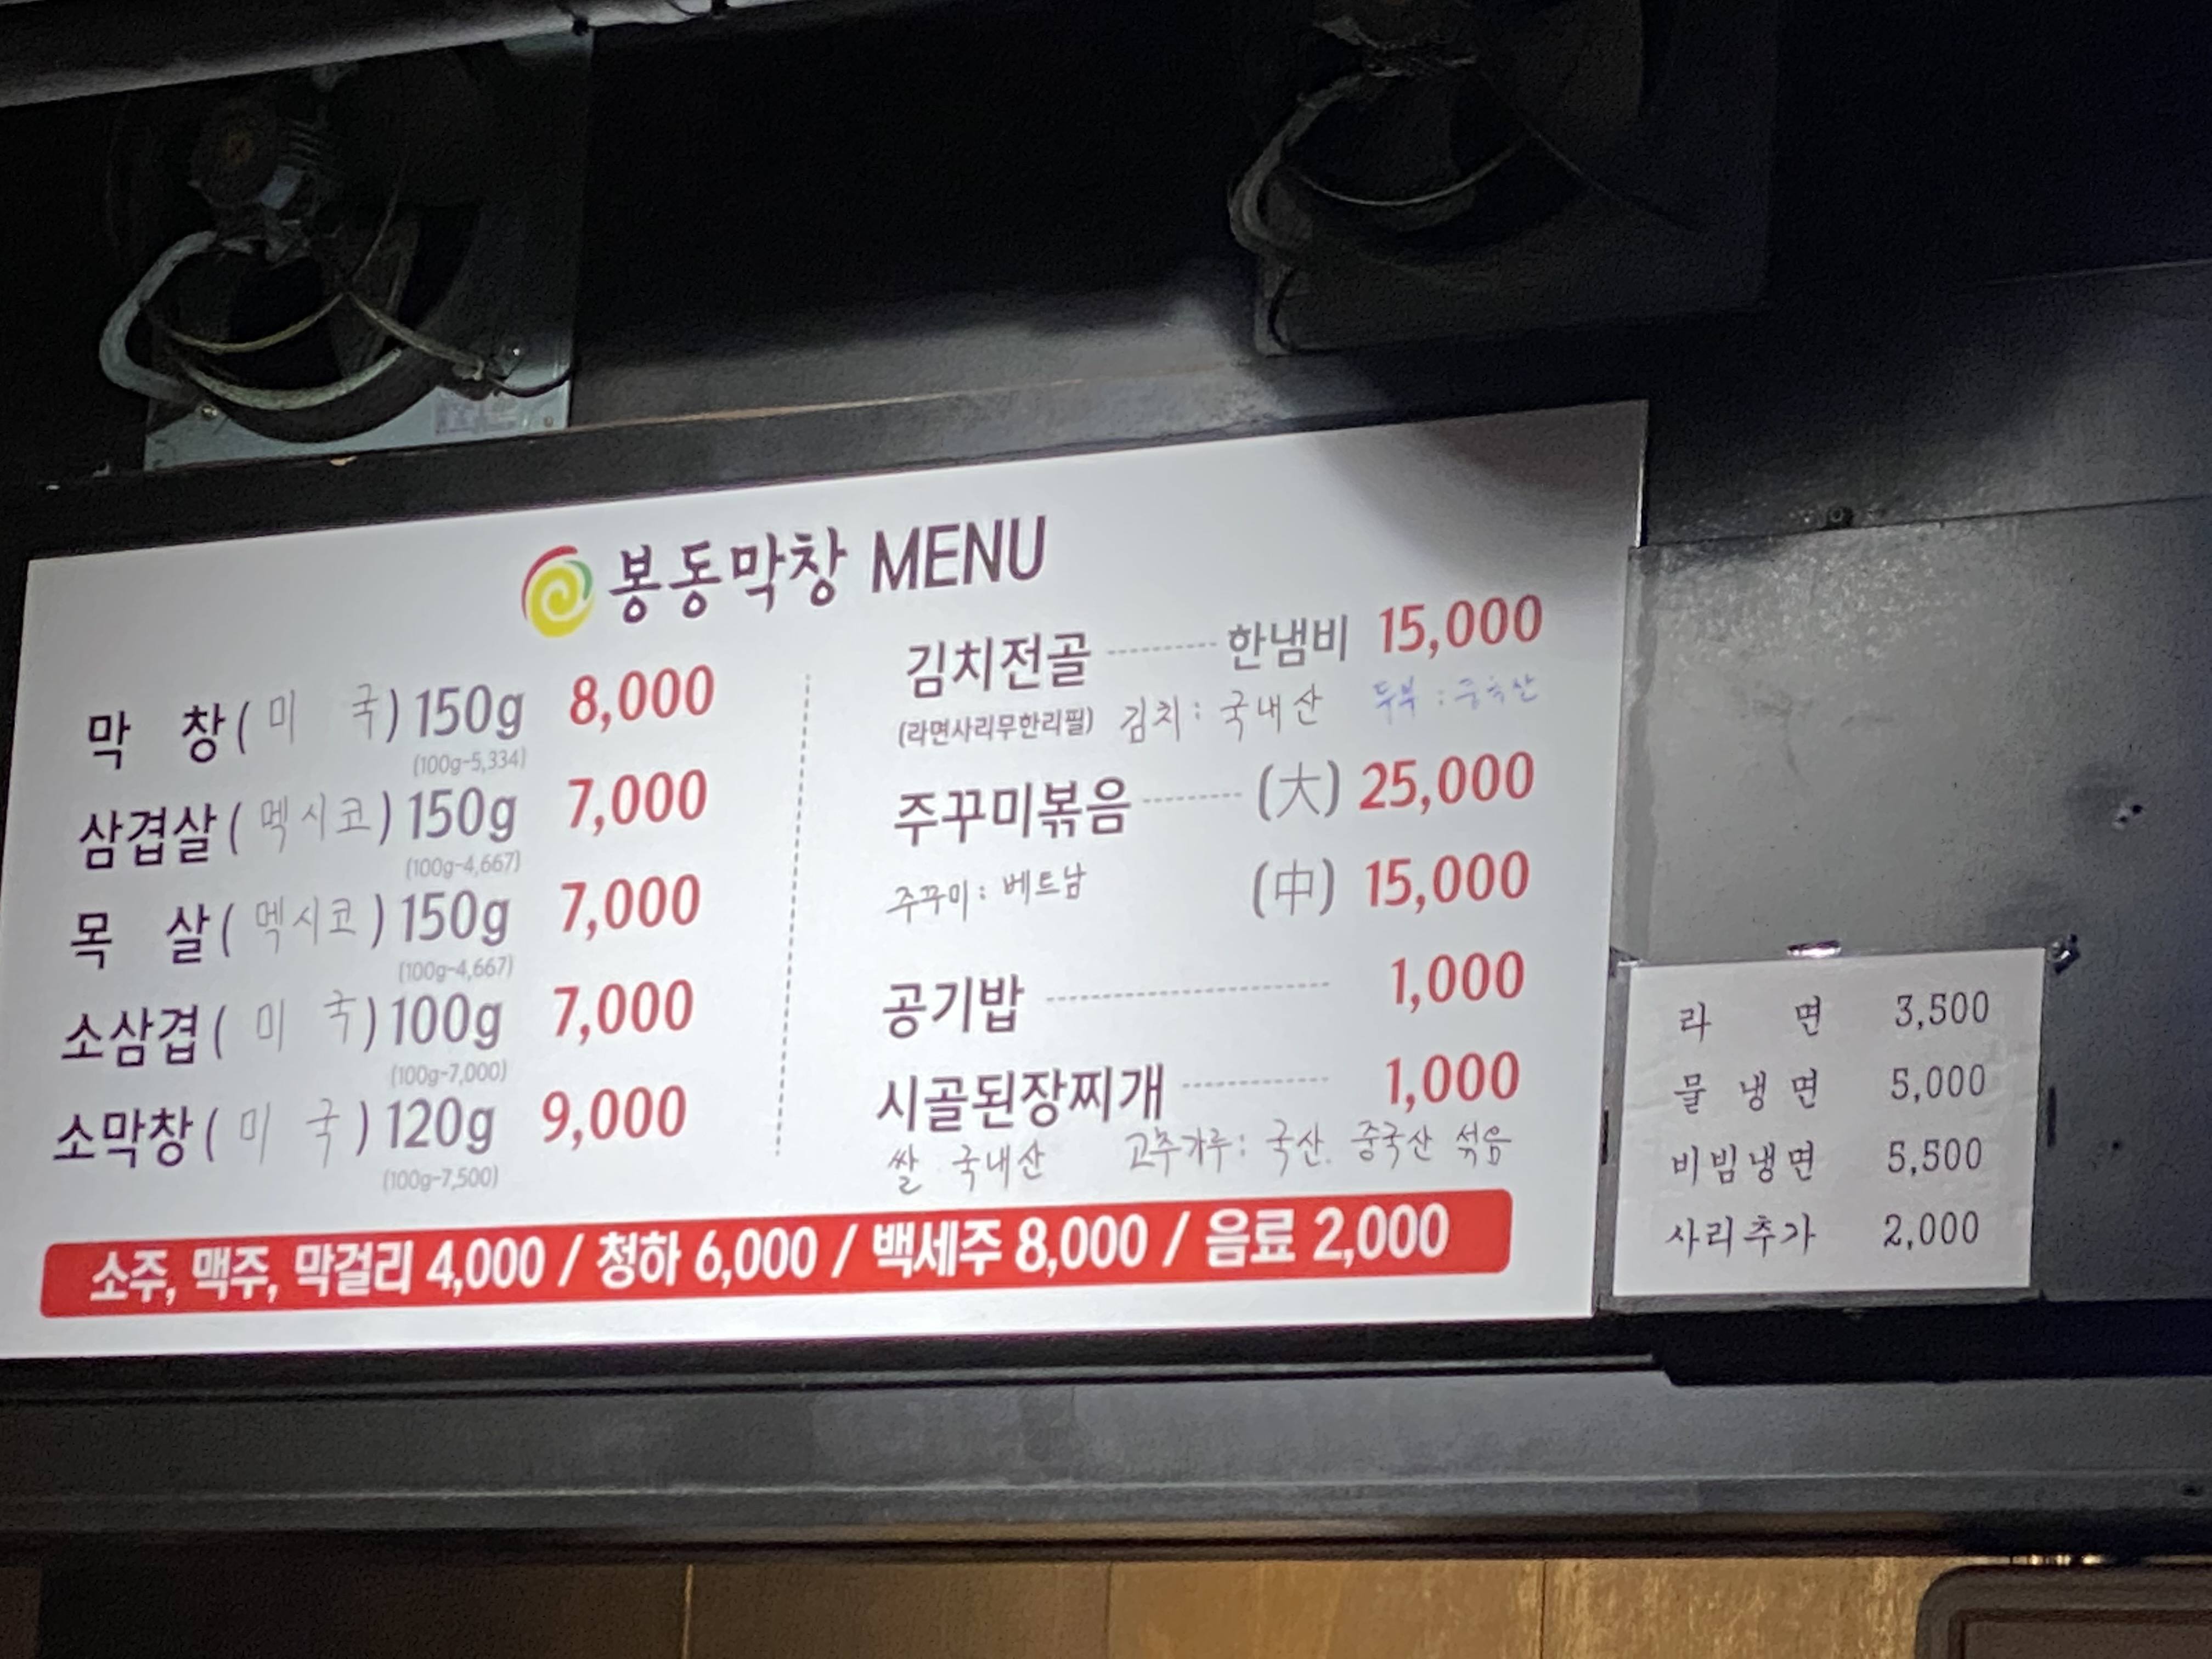 봉동막창 MENU
막 창 (미 국) 150g 8,000
(100g-5,334)
삼겹살 (멕시코) 150g 7,000
(100g-4,667)
목 살 (멕시코) 150g 7,000
(100g-4,667)
소삼겹 (미 국) 100g 7,000
(100g-7,000)
소막창 (미 국) 120g 9,000
(100g-7,500)
김치전골 한냄비 15,000
(라면사리무한리필) 김치: 국내산 두부: 중국산
주꾸미볶음 (大) 25,000
주꾸미: 베트남 (中) 15,000
공기밥 1,000
시골된장찌개 1,000
쌀 국내산 고추가루: 국산. 중국산 섞음
소주, 맥주, 막걸리 4,000 / 청하 6,000 / 백세주 8,000 / 음료 2,000
라 면 3,500
물 냉 면 5,000
비빔냉면 5,500
사리추가 2,000